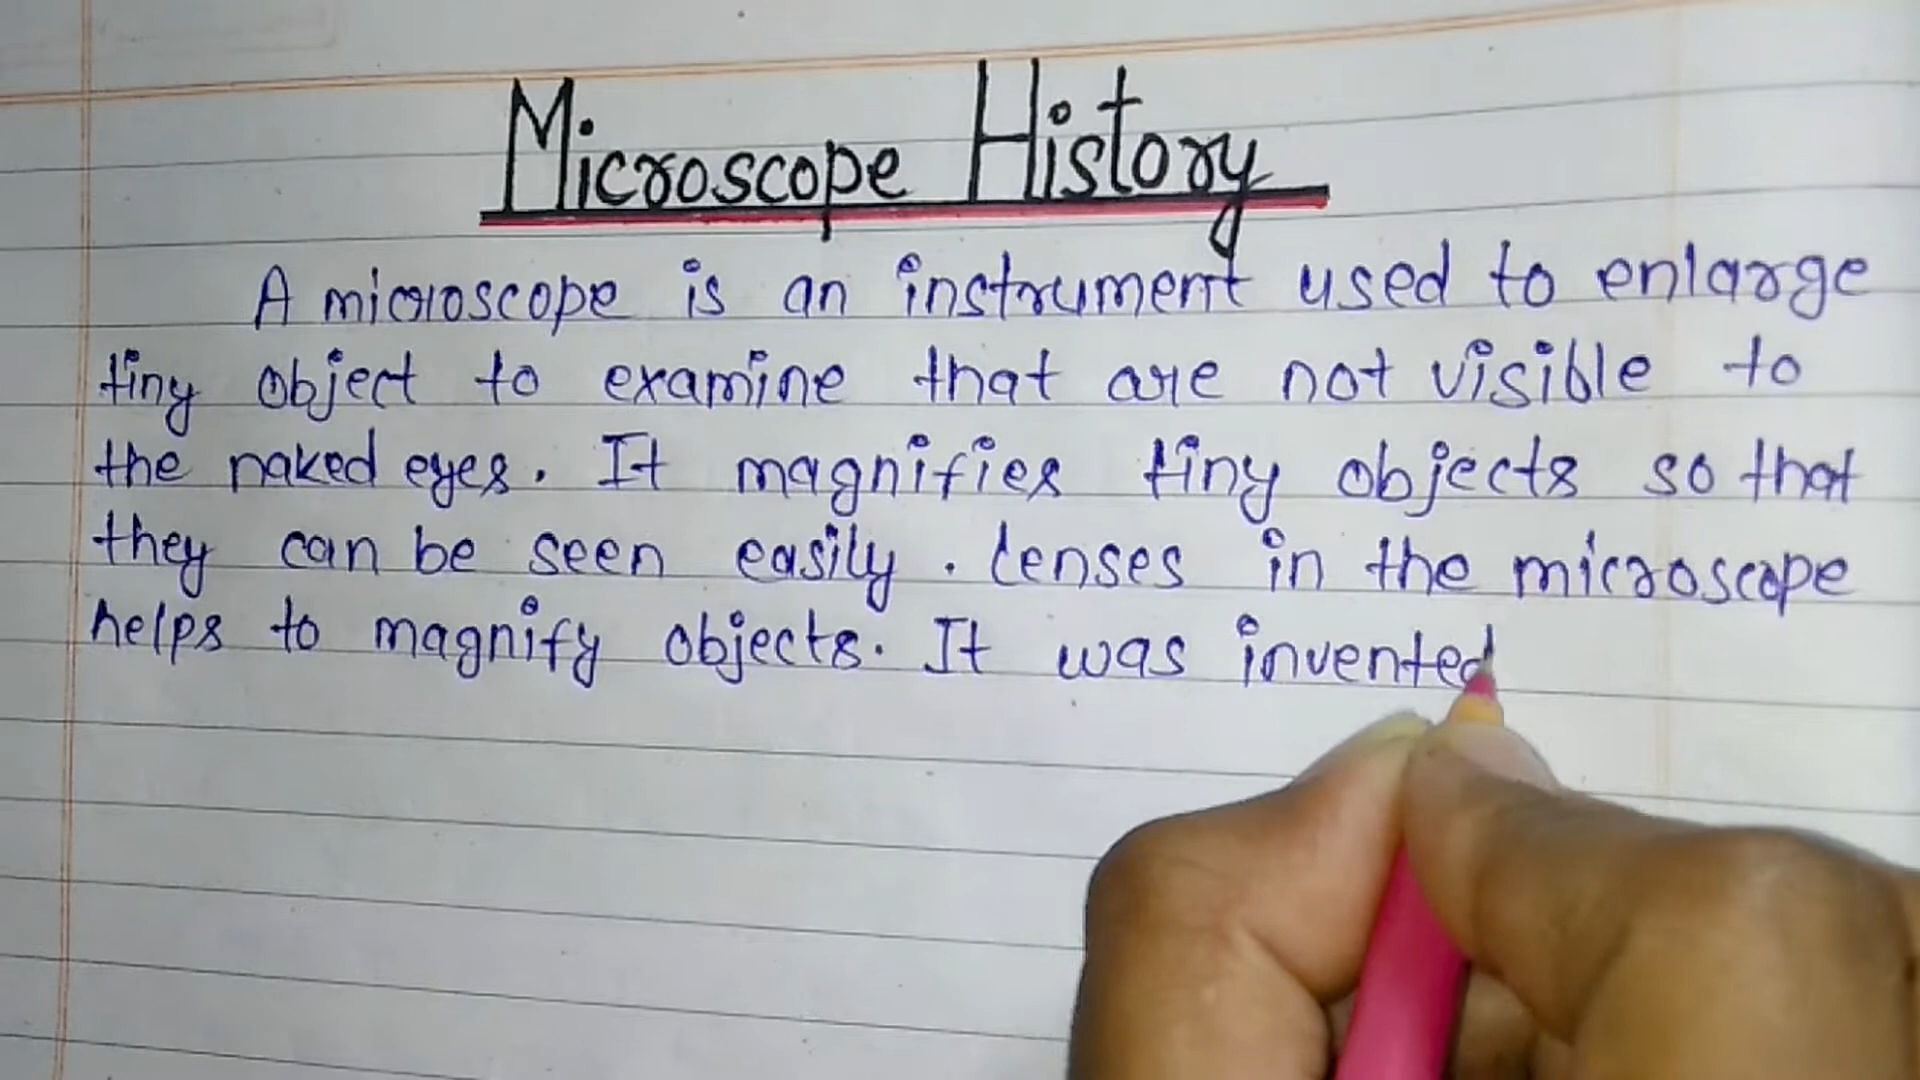 Microscope History
A microscope is an instrument used to enlarge
tiny object to examine that are not visible to
the naked eyes. It magnifies tiny objects so that
they can be seen easily. Lenses in the microscope
helps to magnify objects. It was invented